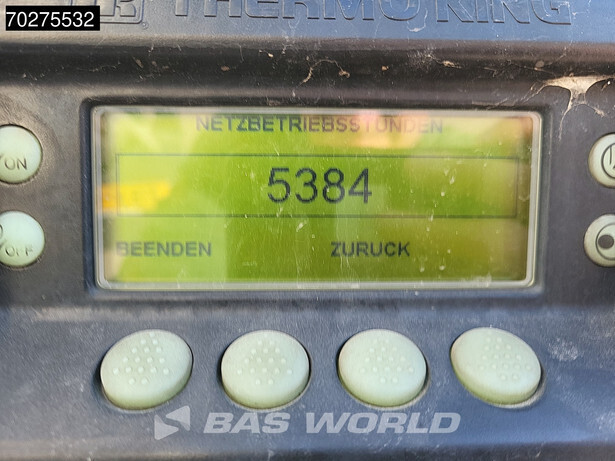 70275532
THERMO KING
NETZBETRIEBSSTUNDEN
ON
5384
OFF
BEENDEN ZURUCK
BAS WORLD